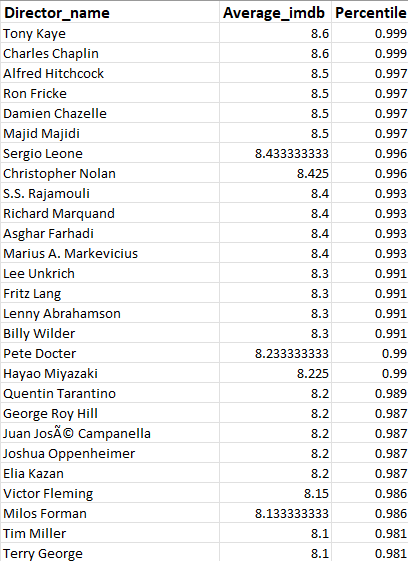 Director_name Average_imdb Percentile
Tony Kaye 8.6 0.999
Charles Chaplin 8.6 0.999
Alfred Hitchcock 8.5 0.997
Ron Fricke 8.5 0.997
Damien Chazelle 8.5 0.997
Majid Majidi 8.5 0.997
Sergio Leone 8.433333333 0.996
Christopher Nolan 8.425 0.996
S.S. Rajamouli 8.4 0.993
Richard Marquand 8.4 0.993
Asghar Farhadi 8.4 0.993
Marius A. Markevicius 8.4 0.993
Lee Unkrich 8.3 0.991
Fritz Lang 8.3 0.991
Lenny Abrahamson 8.3 0.991
Billy Wilder 8.3 0.991
Pete Docter 8.233333333 0.99
Hayao Miyazaki 8.225 0.99
Quentin Tarantino 8.2 0.989
George Roy Hill 8.2 0.987
Juan JosÃ© Campanella 8.2 0.987
Joshua Oppenheimer 8.2 0.987
Elia Kazan 8.2 0.987
Victor Fleming 8.15 0.986
Milos Forman 8.133333333 0.986
Tim Miller 8.1 0.981
Terry George 8.1 0.981